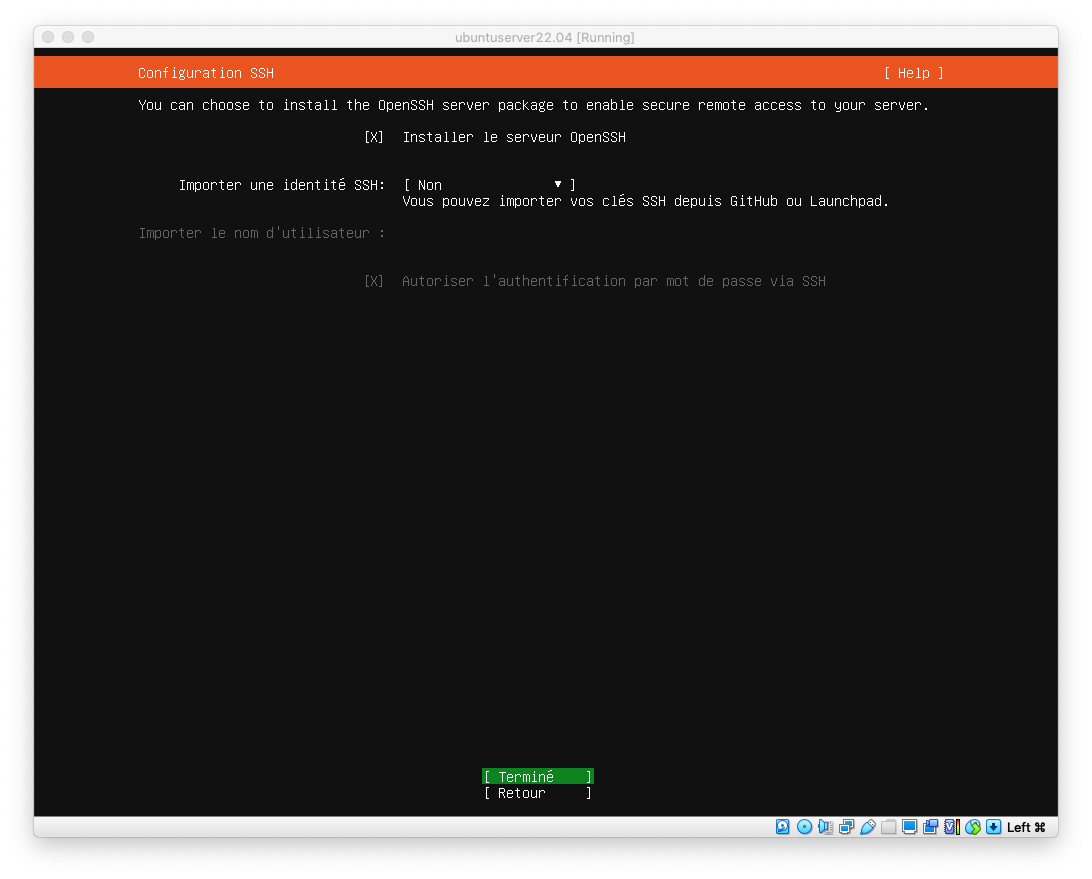 ubuntuserver22.04 [Running]
Configuration SSH [ Help ]
You can choose to install the OpenSSH server package to enable secure remote access to your server.
[X] Installer le serveur OpenSSH
Importer une identité SSH: [ Non ▼ ]
Vous pouvez importer vos clés SSH depuis GitHub ou Launchpad.
Importer le nom d'utilisateur :
[X] Autoriser l'authentification par mot de passe via SSH
[ Terminé ]
[ Retour ]
Left ⌘